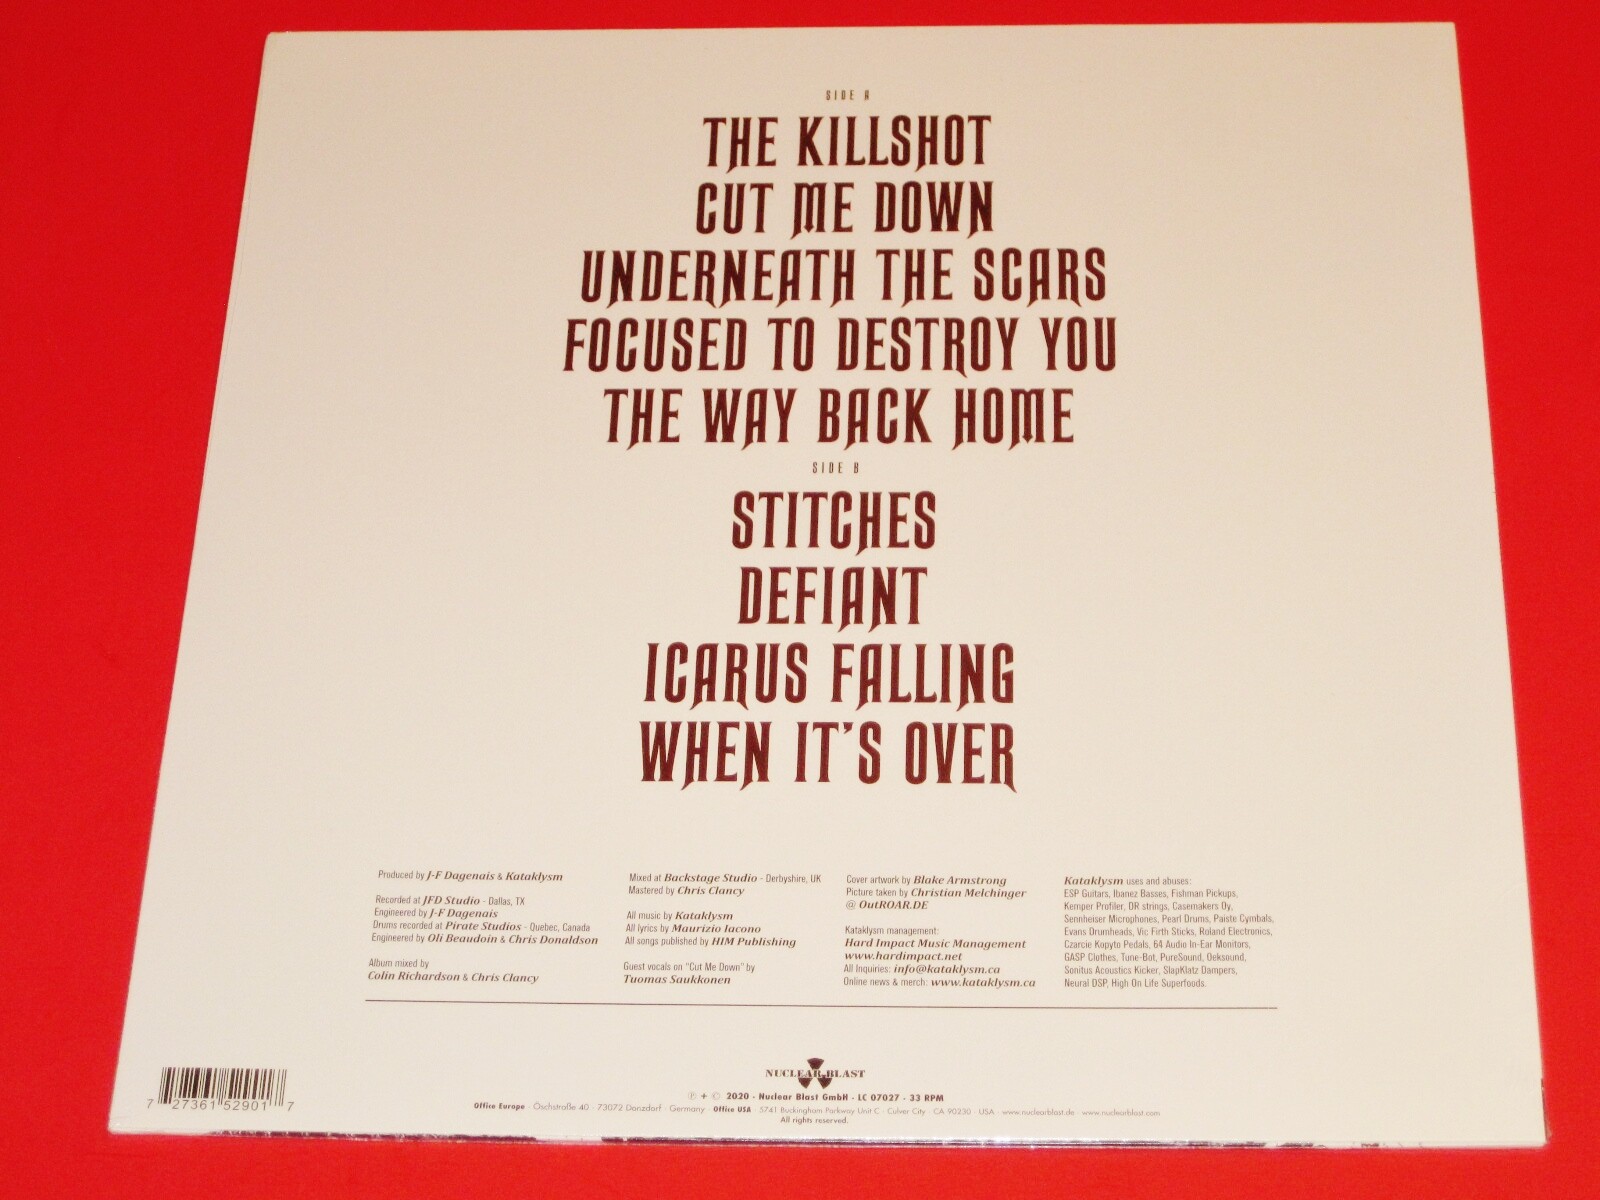 SIDE A
THE KILLSHOT
CUT ME DOWN
UNDERNEATH THE SCARS
FOCUSED TO DESTROY YOU
THE WAY BACK HOME
SIDE B
STITCHES
DEFIANT
ICARUS FALLING
WHEN IT'S OVER
Produced by J-F Dagenais & Kataklysm
Recorded at JFD Studio - Dallas, TX
Engineered by J-F Dagenais
Drums recorded at Pirate Studios - Quebec, Canada
Engineered by Oli Beaudoin & Chris Donaldson
Album mixed by
Colin Richardson & Chris Clancy
Mixed at Backstage Studio - Derbyshire, UK
Mastered by Chris Clancy
All music by Kataklysm
All lyrics by Maurizio Iacono
All songs published by HIM Publishing
Guest vocals on "Cut Me Down" by
Tuomas Saukkonen
Cover artwork by Blake Armstrong
Picture taken by Christian Melchinger
@ OutROAR.DE
Kataklysm management:
Hard Impact Music Management
www.hardimpact.net
All Inquiries: info@kataklysm.ca
Online news & merch: www.kataklysm.ca
Kataklysm uses and abuses:
ESP Guitars, Ibanez Basses, Fishman Pickups,
Kemper Profiler, DR strings, Casemakers Oy,
Sennheiser Microphones, Pearl Drums, Paiste Cymbals,
Evans Drumheads, Vic Firth Sticks, Roland Electronics,
Czarcie Kopyto Pedals, 64 Audio In-Ear Monitors,
GASP Clothes, Tune-Bot, PureSound, Oeksound,
Sonitus Acoustics Kicker, SlapKlatz Dampers,
Neural DSP, High On Life Superfoods.
NUCLEAR BLAST
℗ + © 2020 - Nuclear Blast GmbH - LC 07027 - 33 RPM
Office Europe · Öschstraße 40 · 73072 Donzdorf · Germany · Office USA · 5741 Buckingham Parkway Unit C · Culver City · CA 90230 · USA · www.nuclearblast.de · www.nuclearblast.com
All rights reserved.
7 27361 52901 7